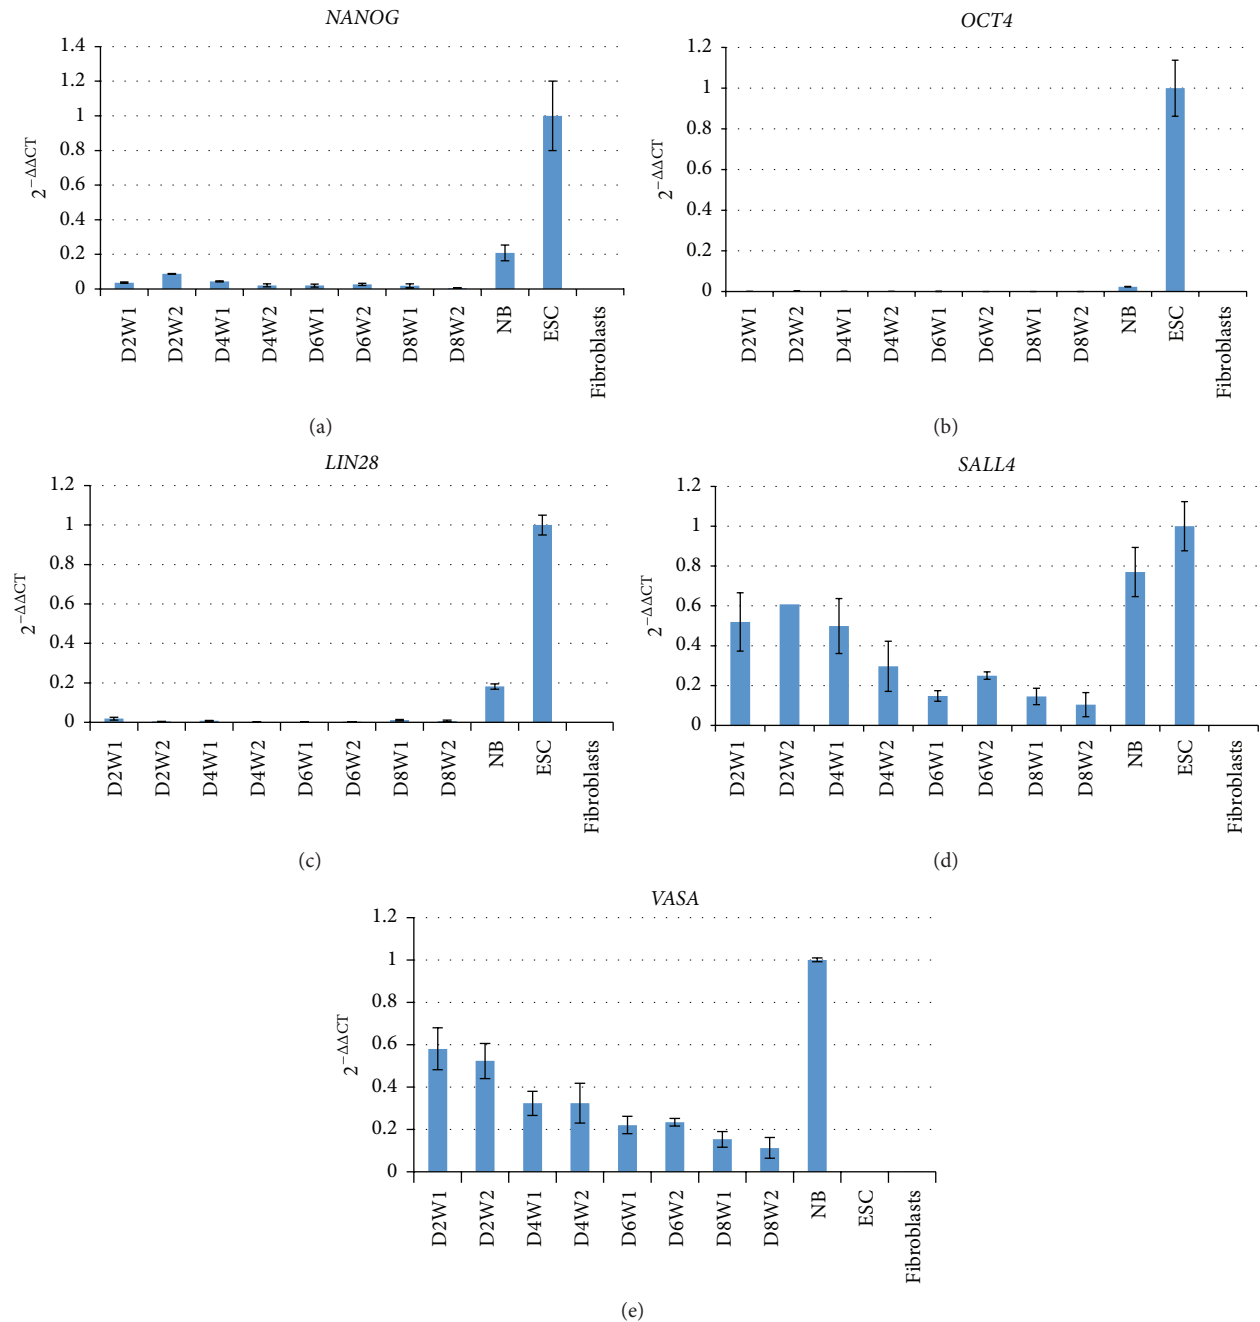 NANOG
1.4
1.2
1
0.8
0.6
0.4
0.2
0
2^−ΔΔCT
D2W1 D2W2 D4W1 D4W2 D6W1 D6W2 D8W1 D8W2 NB ESC Fibroblasts
(a)
OCT4
1.2
1
0.8
0.6
0.4
0.2
0
2^−ΔΔCT
D2W1 D2W2 D4W1 D4W2 D6W1 D6W2 D8W1 D8W2 NB ESC Fibroblasts
(b)
LIN28
1.2
1
0.8
0.6
0.4
0.2
0
2^−ΔΔCT
D2W1 D2W2 D4W1 D4W2 D6W1 D6W2 D8W1 D8W2 NB ESC Fibroblasts
(c)
SALL4
1.2
1
0.8
0.6
0.4
0.2
0
2^−ΔΔCT
D2W1 D2W2 D4W1 D4W2 D6W1 D6W2 D8W1 D8W2 NB ESC Fibroblasts
(d)
VASA
1.2
1
0.8
0.6
0.4
0.2
0
2^−ΔΔCT
D2W1 D2W2 D4W1 D4W2 D6W1 D6W2 D8W1 D8W2 NB ESC Fibroblasts
(e)